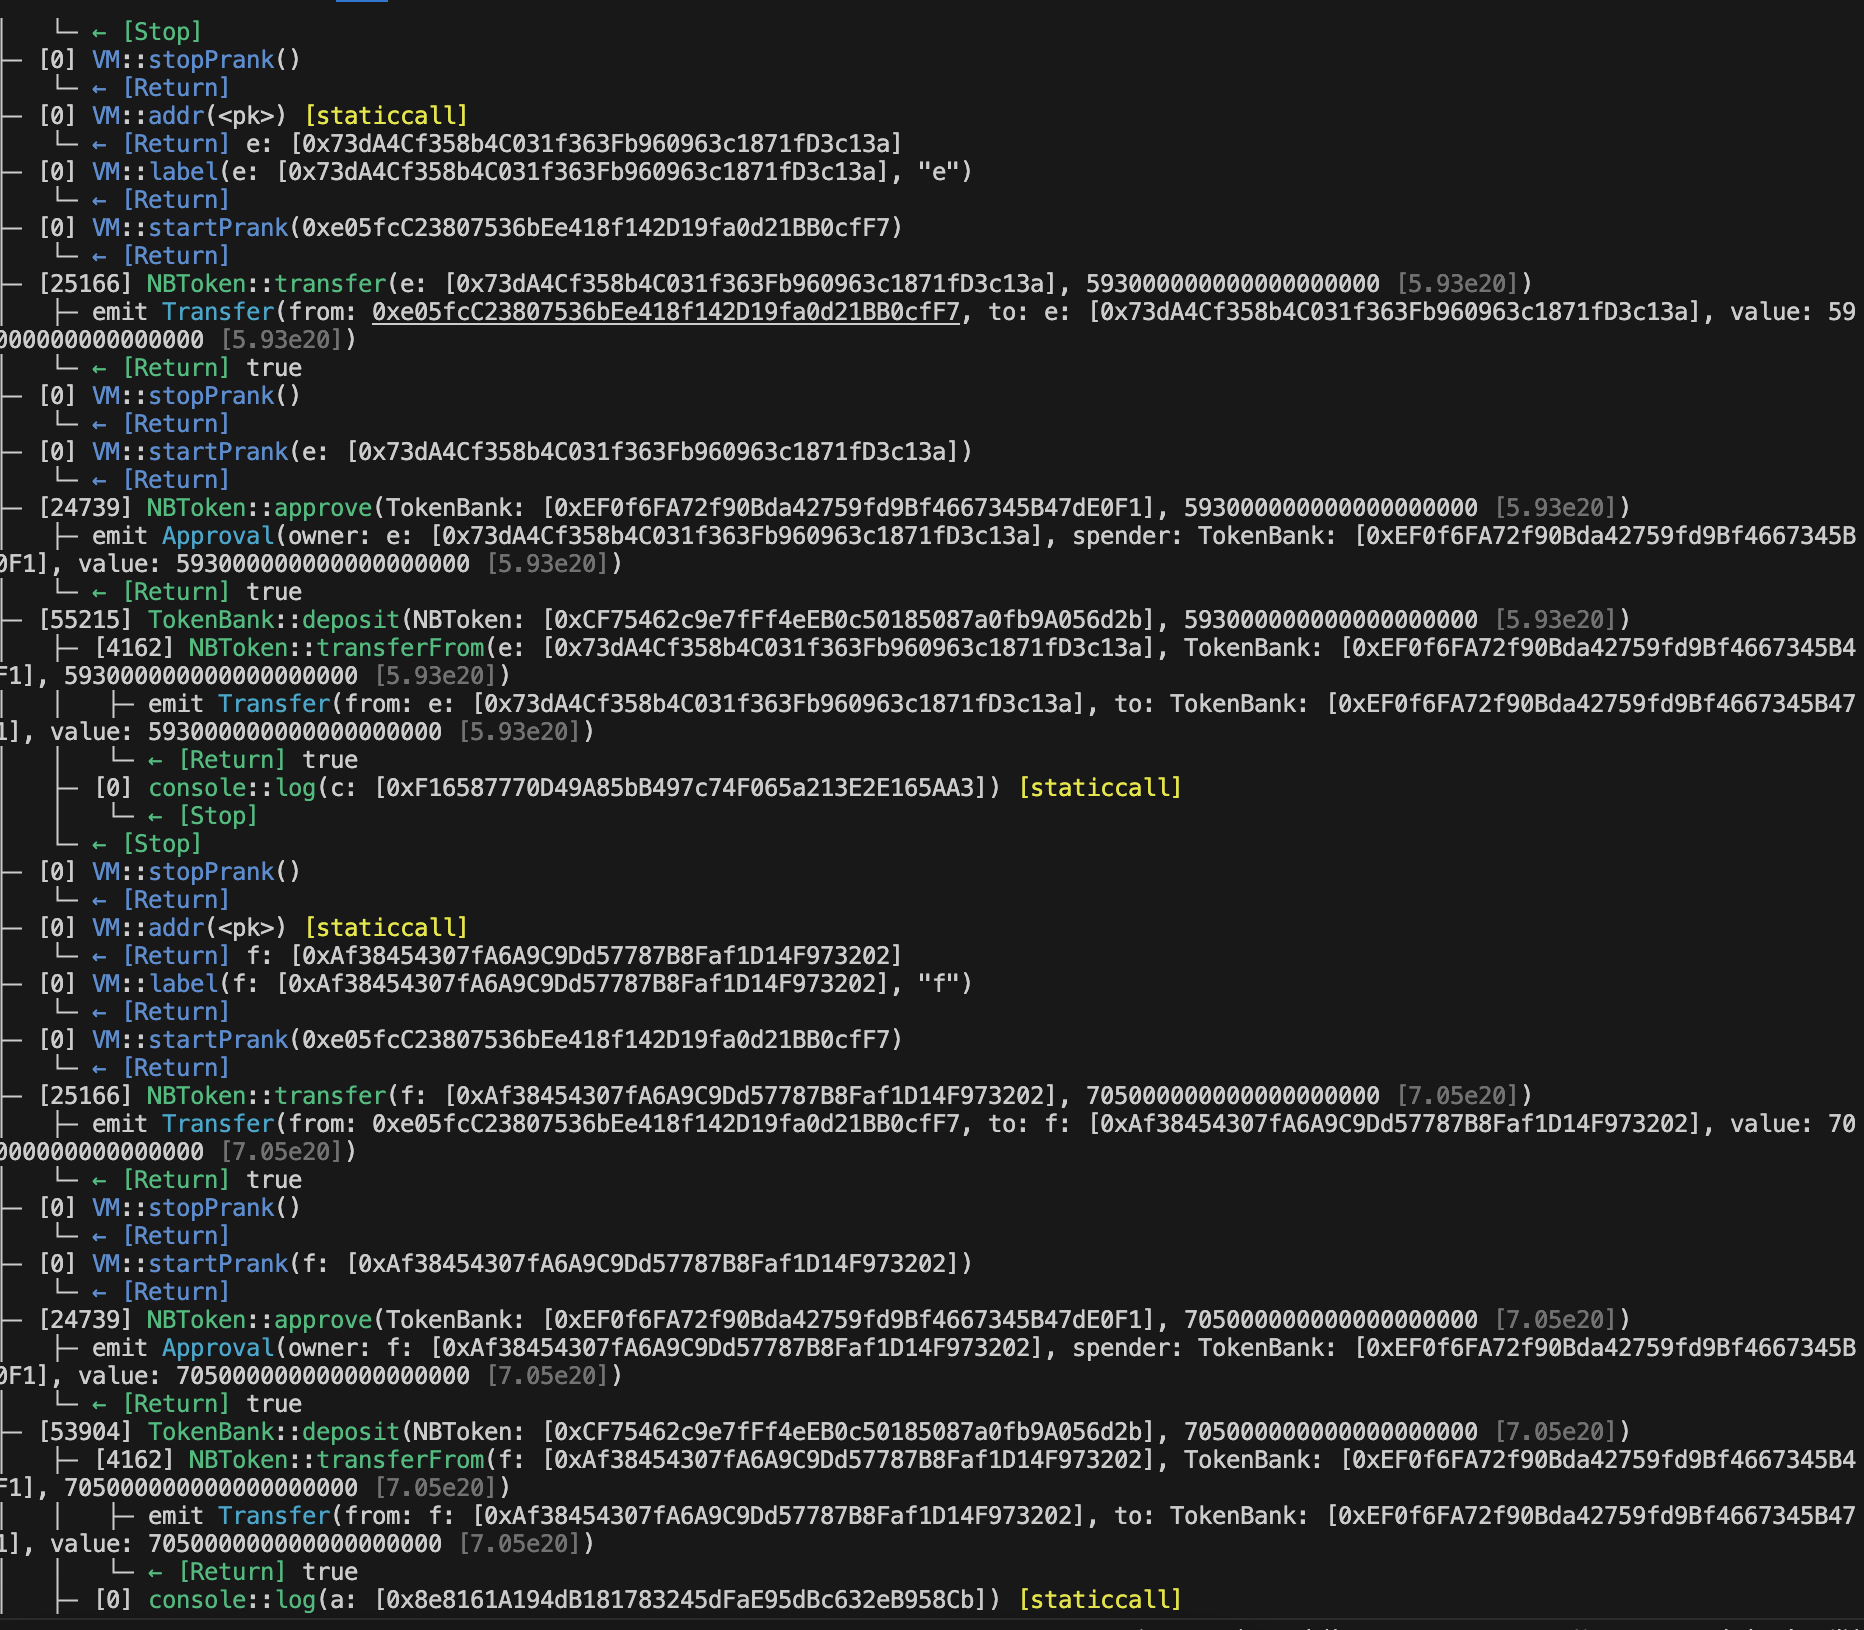 └─ ← [Stop]
├─ [0] VM::stopPrank()
│   └─ ← [Return]
├─ [0] VM::addr(<pk>) [staticcall]
│   └─ ← [Return] e: [0x73dA4Cf358b4C031f363Fb960963c1871fD3c13a]
├─ [0] VM::label(e: [0x73dA4Cf358b4C031f363Fb960963c1871fD3c13a], "e")
│   └─ ← [Return]
├─ [0] VM::startPrank(0xe05fcC23807536bEe418f142D19fa0d21BB0cfF7)
│   └─ ← [Return]
├─ [25166] NBToken::transfer(e: [0x73dA4Cf358b4C031f363Fb960963c1871fD3c13a], 593000000000000000000 [5.93e20])
│   ├─ emit Transfer(from: 0xe05fcC23807536bEe418f142D19fa0d21BB0cfF7, to: e: [0x73dA4Cf358b4C031f363Fb960963c1871fD3c13a], value: 59
000000000000000 [5.93e20])
│   └─ ← [Return] true
├─ [0] VM::stopPrank()
│   └─ ← [Return]
├─ [0] VM::startPrank(e: [0x73dA4Cf358b4C031f363Fb960963c1871fD3c13a])
│   └─ ← [Return]
├─ [24739] NBToken::approve(TokenBank: [0xEF0f6FA72f90Bda42759fd9Bf4667345B47dE0F1], 593000000000000000000 [5.93e20])
│   ├─ emit Approval(owner: e: [0x73dA4Cf358b4C031f363Fb960963c1871fD3c13a], spender: TokenBank: [0xEF0f6FA72f90Bda42759fd9Bf4667345B
0F1], value: 593000000000000000000 [5.93e20])
│   └─ ← [Return] true
├─ [55215] TokenBank::deposit(NBToken: [0xCF75462c9e7fFf4eEB0c50185087a0fb9A056d2b], 593000000000000000000 [5.93e20])
│   ├─ [4162] NBToken::transferFrom(e: [0x73dA4Cf358b4C031f363Fb960963c1871fD3c13a], TokenBank: [0xEF0f6FA72f90Bda42759fd9Bf4667345B4
F1], 593000000000000000000 [5.93e20])
│   │   ├─ emit Transfer(from: e: [0x73dA4Cf358b4C031f363Fb960963c1871fD3c13a], to: TokenBank: [0xEF0f6FA72f90Bda42759fd9Bf4667345B47
1], value: 593000000000000000000 [5.93e20])
│   │   └─ ← [Return] true
│   ├─ [0] console::log(c: [0xF16587770D49A85bB497c74F065a213E2E165AA3]) [staticcall]
│   │   └─ ← [Stop]
│   └─ ← [Stop]
├─ [0] VM::stopPrank()
│   └─ ← [Return]
├─ [0] VM::addr(<pk>) [staticcall]
│   └─ ← [Return] f: [0xAf38454307fA6A9C9Dd57787B8Faf1D14F973202]
├─ [0] VM::label(f: [0xAf38454307fA6A9C9Dd57787B8Faf1D14F973202], "f")
│   └─ ← [Return]
├─ [0] VM::startPrank(0xe05fcC23807536bEe418f142D19fa0d21BB0cfF7)
│   └─ ← [Return]
├─ [25166] NBToken::transfer(f: [0xAf38454307fA6A9C9Dd57787B8Faf1D14F973202], 705000000000000000000 [7.05e20])
│   ├─ emit Transfer(from: 0xe05fcC23807536bEe418f142D19fa0d21BB0cfF7, to: f: [0xAf38454307fA6A9C9Dd57787B8Faf1D14F973202], value: 70
000000000000000 [7.05e20])
│   └─ ← [Return] true
├─ [0] VM::stopPrank()
│   └─ ← [Return]
├─ [0] VM::startPrank(f: [0xAf38454307fA6A9C9Dd57787B8Faf1D14F973202])
│   └─ ← [Return]
├─ [24739] NBToken::approve(TokenBank: [0xEF0f6FA72f90Bda42759fd9Bf4667345B47dE0F1], 705000000000000000000 [7.05e20])
│   ├─ emit Approval(owner: f: [0xAf38454307fA6A9C9Dd57787B8Faf1D14F973202], spender: TokenBank: [0xEF0f6FA72f90Bda42759fd9Bf4667345B
0F1], value: 705000000000000000000 [7.05e20])
│   └─ ← [Return] true
├─ [53904] TokenBank::deposit(NBToken: [0xCF75462c9e7fFf4eEB0c50185087a0fb9A056d2b], 705000000000000000000 [7.05e20])
│   ├─ [4162] NBToken::transferFrom(f: [0xAf38454307fA6A9C9Dd57787B8Faf1D14F973202], TokenBank: [0xEF0f6FA72f90Bda42759fd9Bf4667345B4
F1], 705000000000000000000 [7.05e20])
│   │   ├─ emit Transfer(from: f: [0xAf38454307fA6A9C9Dd57787B8Faf1D14F973202], to: TokenBank: [0xEF0f6FA72f90Bda42759fd9Bf4667345B47
1], value: 705000000000000000000 [7.05e20])
│   │   └─ ← [Return] true
│   ├─ [0] console::log(a: [0x8e8161A194dB181783245dFaE95dBc632eB958Cb]) [staticcall]